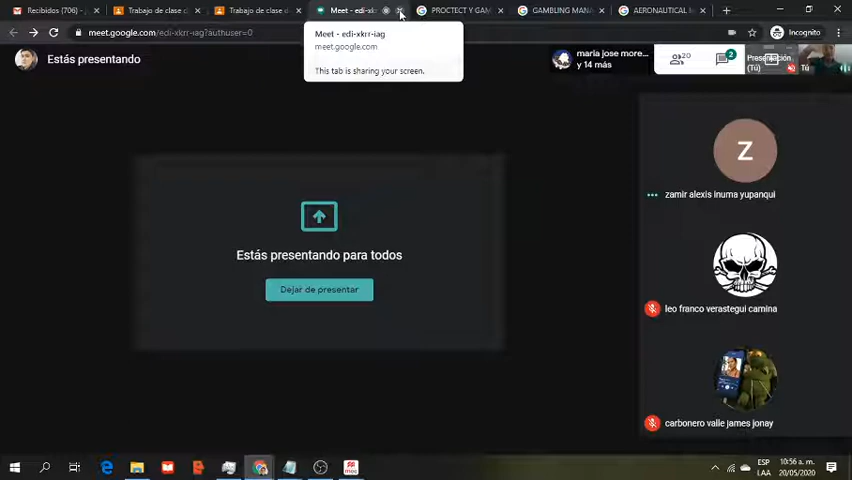 Recibidos (706) -
Trabajo de clase
Trabajo de clase
Meet - edi-xk
PROCTECT Y GAM
GAMBLING MANA
AERONAUTICAL M
meet.google.com/edi-xkrr-iag?authuser=0
Incognito
Meet - edi-xkrr-iag
meet.google.com
This tab is sharing your screen.
Estás presentando
maria jose more...
y 14 más
20
2
Presentación
(Tú)
Estás presentando para todos
Dejar de presentar
Z
zamir alexis inuma yupanqui
leo franco verastegui camina
carbonero valle james jonay
ESP
LAA
10:56 a. m.
20/05/2020